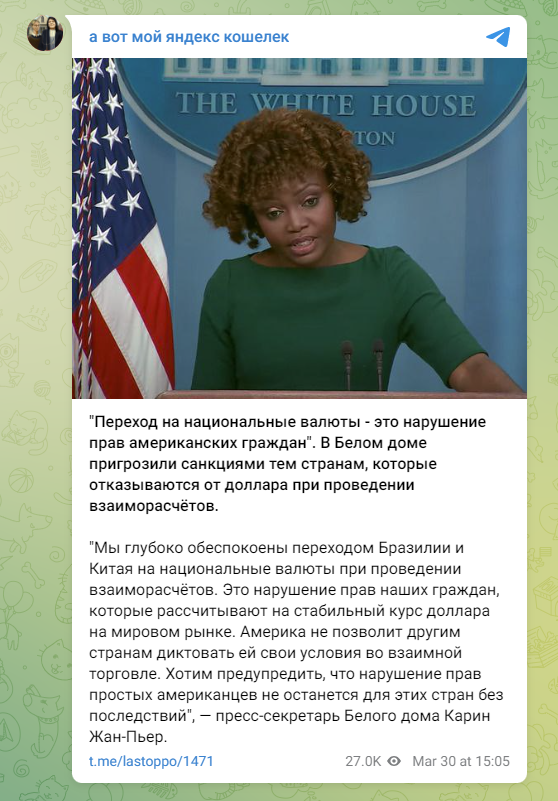 а вот мой яндекс кошелек
THE WHITE HOUSE
TON
"Переход на национальные валюты - это нарушение
прав американских граждан". В Белом доме
пригрозили санкциями тем странам, которые
отказываются от доллара при проведении
взаиморасчётов.
"Мы глубоко обеспокоены переходом Бразилии и
Китая на национальные валюты при проведении
взаиморасчётов. Это нарушение прав наших граждан,
которые рассчитывают на стабильный курс доллара
на мировом рынке. Америка не позволит другим
странам диктовать ей свои условия во взаимной
торговле. Хотим предупредить, что нарушение прав
простых американцев не останется для этих стран без
последствий", — пресс-секретарь Белого дома Карин
Жан-Пьер.
t.me/lastoppo/1471 27.0K Mar 30 at 15:05